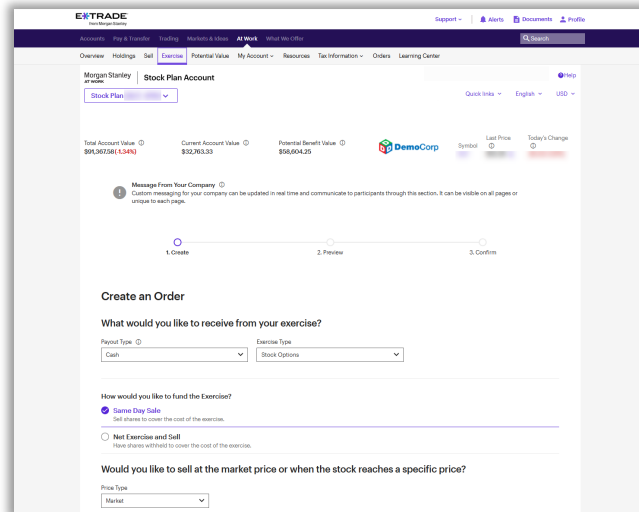 E*TRADE
from Morgan Stanley
Support
Alerts
Documents
Profile
Accounts Pay & Transfer Trading Markets & Ideas At Work What We Offer
Search
Overview Holdings Sell Exercise Potential Value My Account Resources Tax Information Orders Learning Center
Morgan Stanley
AT WORK
Stock Plan Account
Help
Stock Plan
Quick links English USD
Total Account Value
$91,367.58(-1.34%)
Current Account Value
$32,763.33
Potential Benefit Value
$58,604.25
DemoCorp
Symbol
Last Price
Today's Change
Message From Your Company
Custom messaging for your company can be updated in real time and communicate to participants through this section. It can be visible on all pages or
unique to each page.
1. Create 2. Preview 3. Confirm
Create an Order
What would you like to receive from your exercise?
Payout Type Exercise Type
Cash Stock Options
How would you like to fund the Exercise?
Same Day Sale
Sell shares to cover the cost of the exercise.
Net Exercise and Sell
Have shares withheld to cover the cost of the exercise.
Would you like to sell at the market price or when the stock reaches a specific price?
Price Type
Market